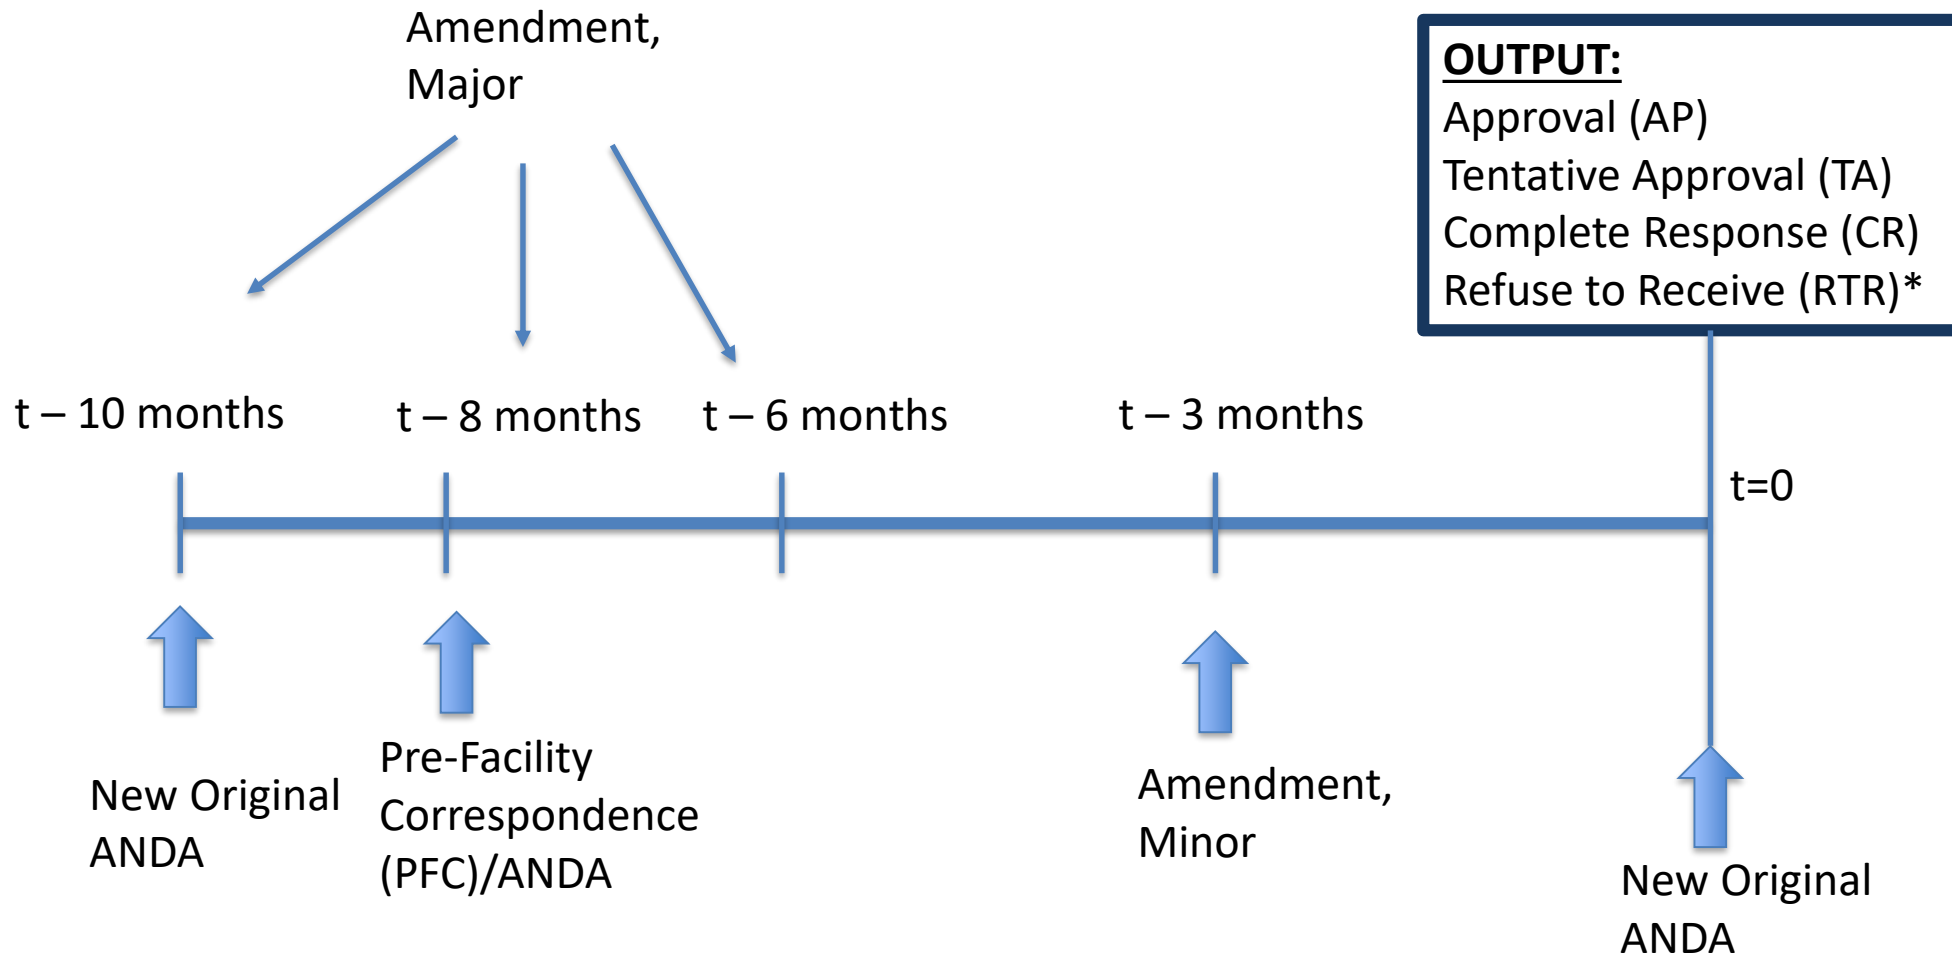 Amendment,
Major
OUTPUT:
Approval (AP)
Tentative Approval (TA)
Complete Response (CR)
Refuse to Receive (RTR)*
t – 10 months
t – 8 months
t – 6 months
t – 3 months
t=0
New Original
ANDA
Pre-Facility
Correspondence
(PFC)/ANDA
Amendment,
Minor
New Original
ANDA